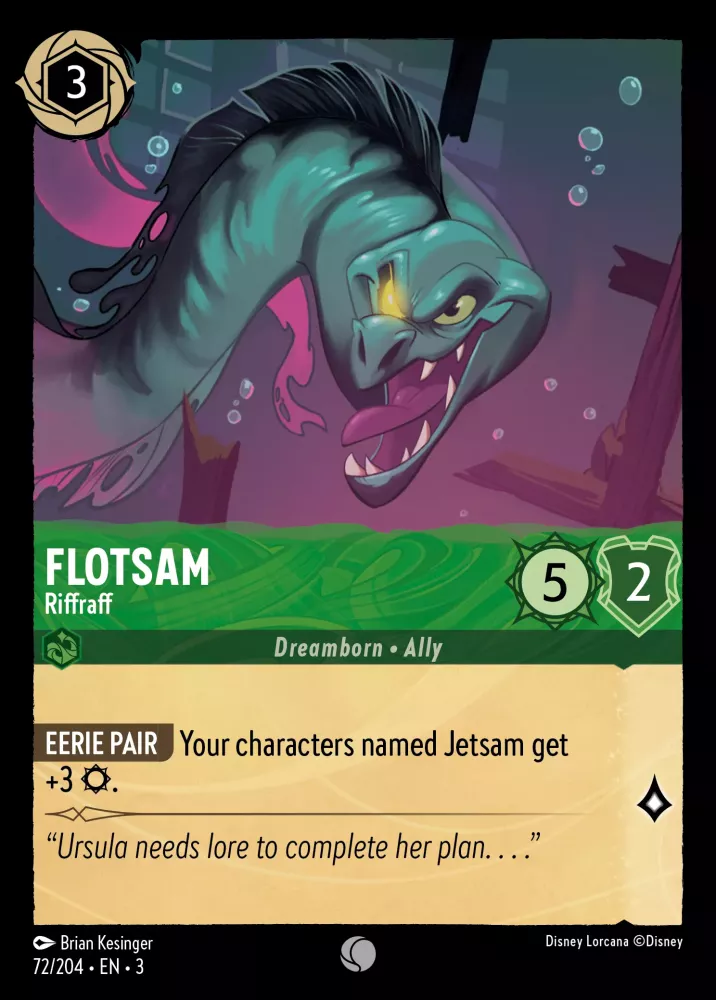 3
FLOTSAM
Riffraff
5
2
Dreamborn • Ally
EERIE PAIR Your characters named Jetsam get
+3 .
“Ursula needs lore to complete her plan. . . .”
Brian Kesinger
Disney Lorcana ©Disney
72/204 • EN • 3